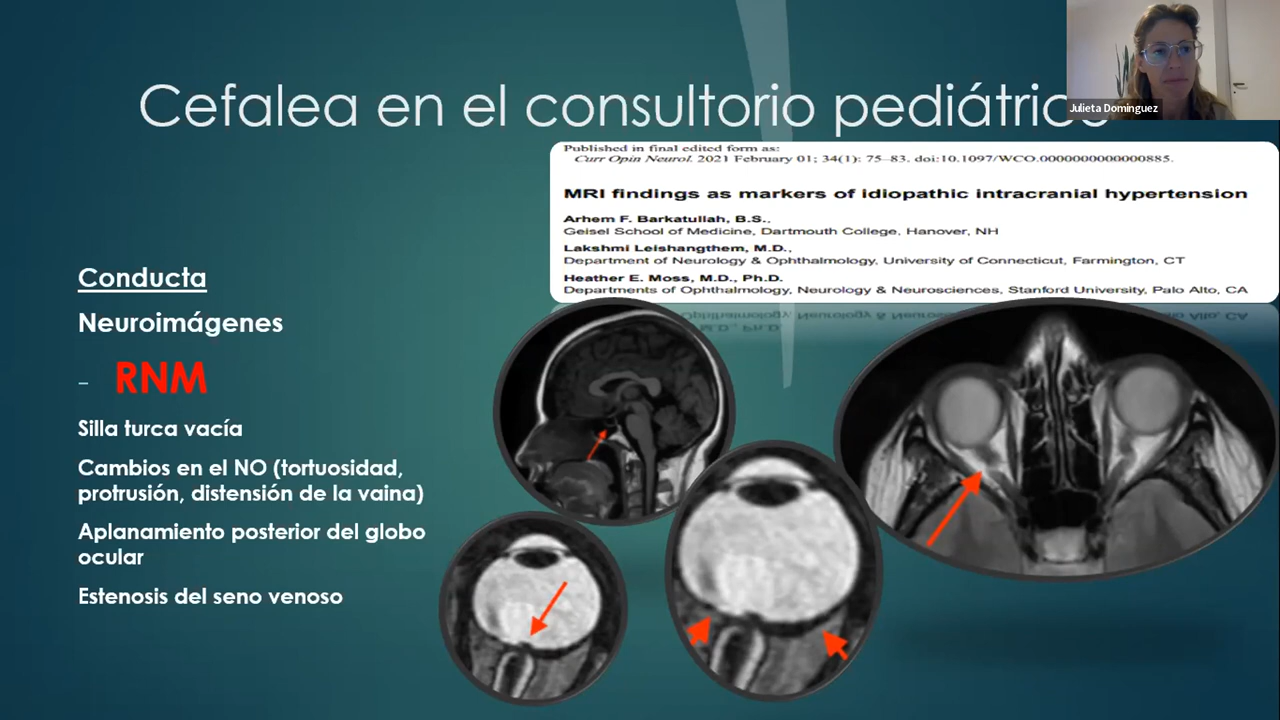 Cefalea en el consultorio pediátrico
Julieta Dominguez
Published in final edited form as:
Curr Opin Neurol. 2021 February 01; 34(1): 75–83. doi:10.1097/WCO.0000000000000885.
MRI findings as markers of idiopathic intracranial hypertension
Arhem F. Barkatullah, B.S.,
Geisel School of Medicine, Dartmouth College, Hanover, NH
Lakshmi Leishangthem, M.D.,
Department of Neurology & Ophthalmology, University of Connecticut, Farmington, CT
Heather E. Moss, M.D., Ph.D.
Departments of Ophthalmology, Neurology & Neurosciences, Stanford University, Palo Alto, CA
Conducta
Neuroimágenes
- RNM
Silla turca vacía
Cambios en el NO (tortuosidad,
protrusión, distensión de la vaina)
Aplanamiento posterior del globo
ocular
Estenosis del seno venoso